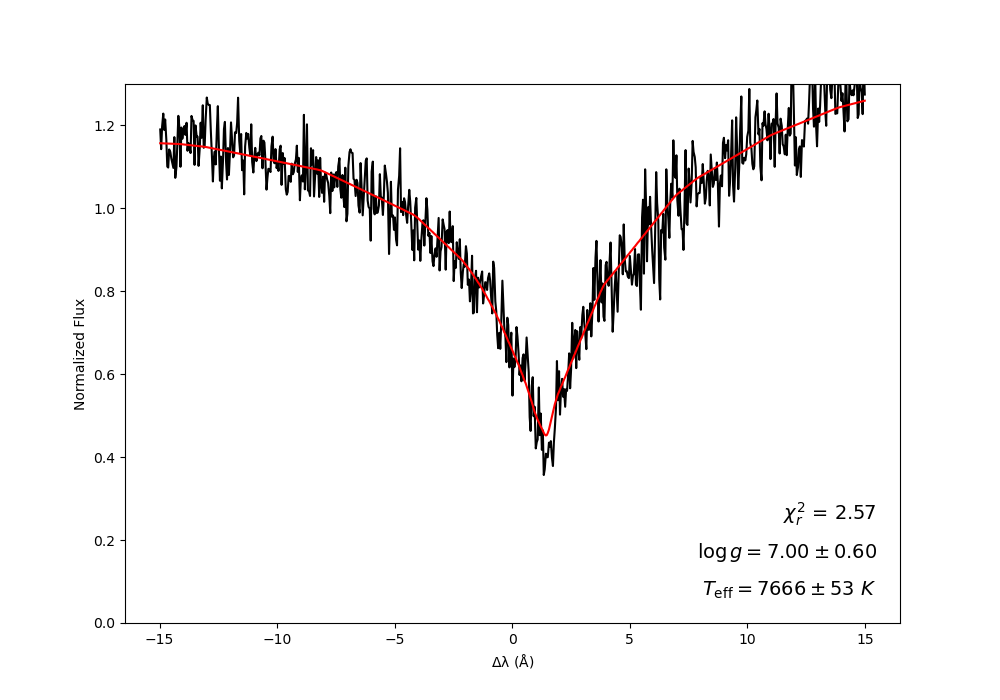 1.2
1.0
0.8
0.6
0.4
0.2
0.0
Normalized Flux
χ²ᵣ = 2.57
log g = 7.00 ± 0.60
T_eff = 7666 ± 53 K
−15 −10 −5 0 5 10 15
Δλ (Å)